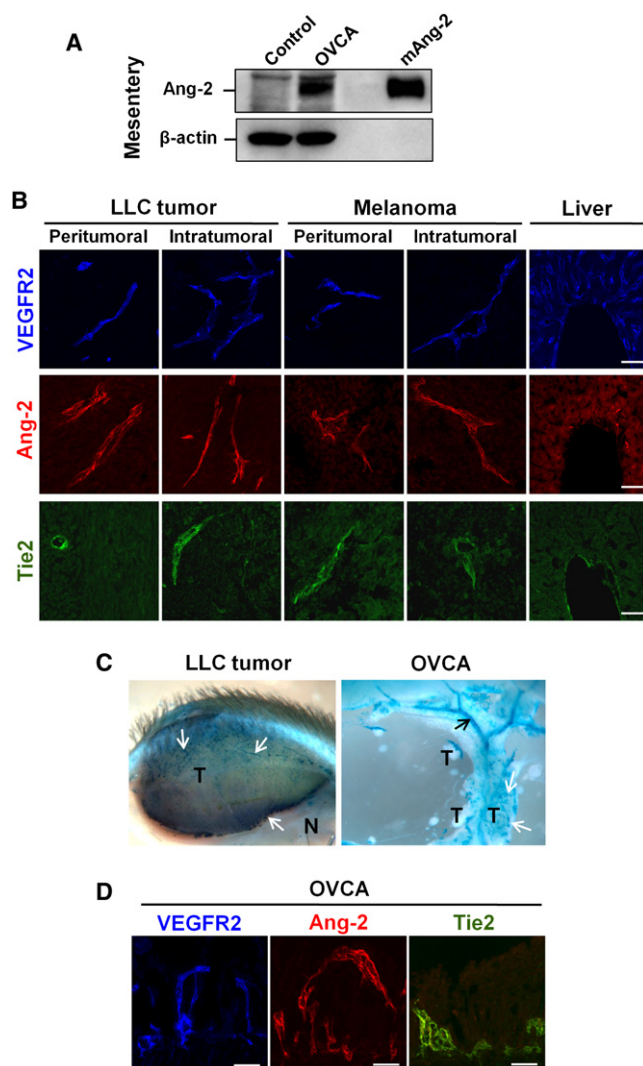 A
Control
OVCA
mAng-2
Mesentery
Ang-2
β-actin
B
LLC tumor
Melanoma
Liver
Peritumoral
Intratumoral
Peritumoral
Intratumoral
VEGFR2
Ang-2
Tie2
C
LLC tumor
OVCA
T
N
T
T
T
D
OVCA
VEGFR2
Ang-2
Tie2